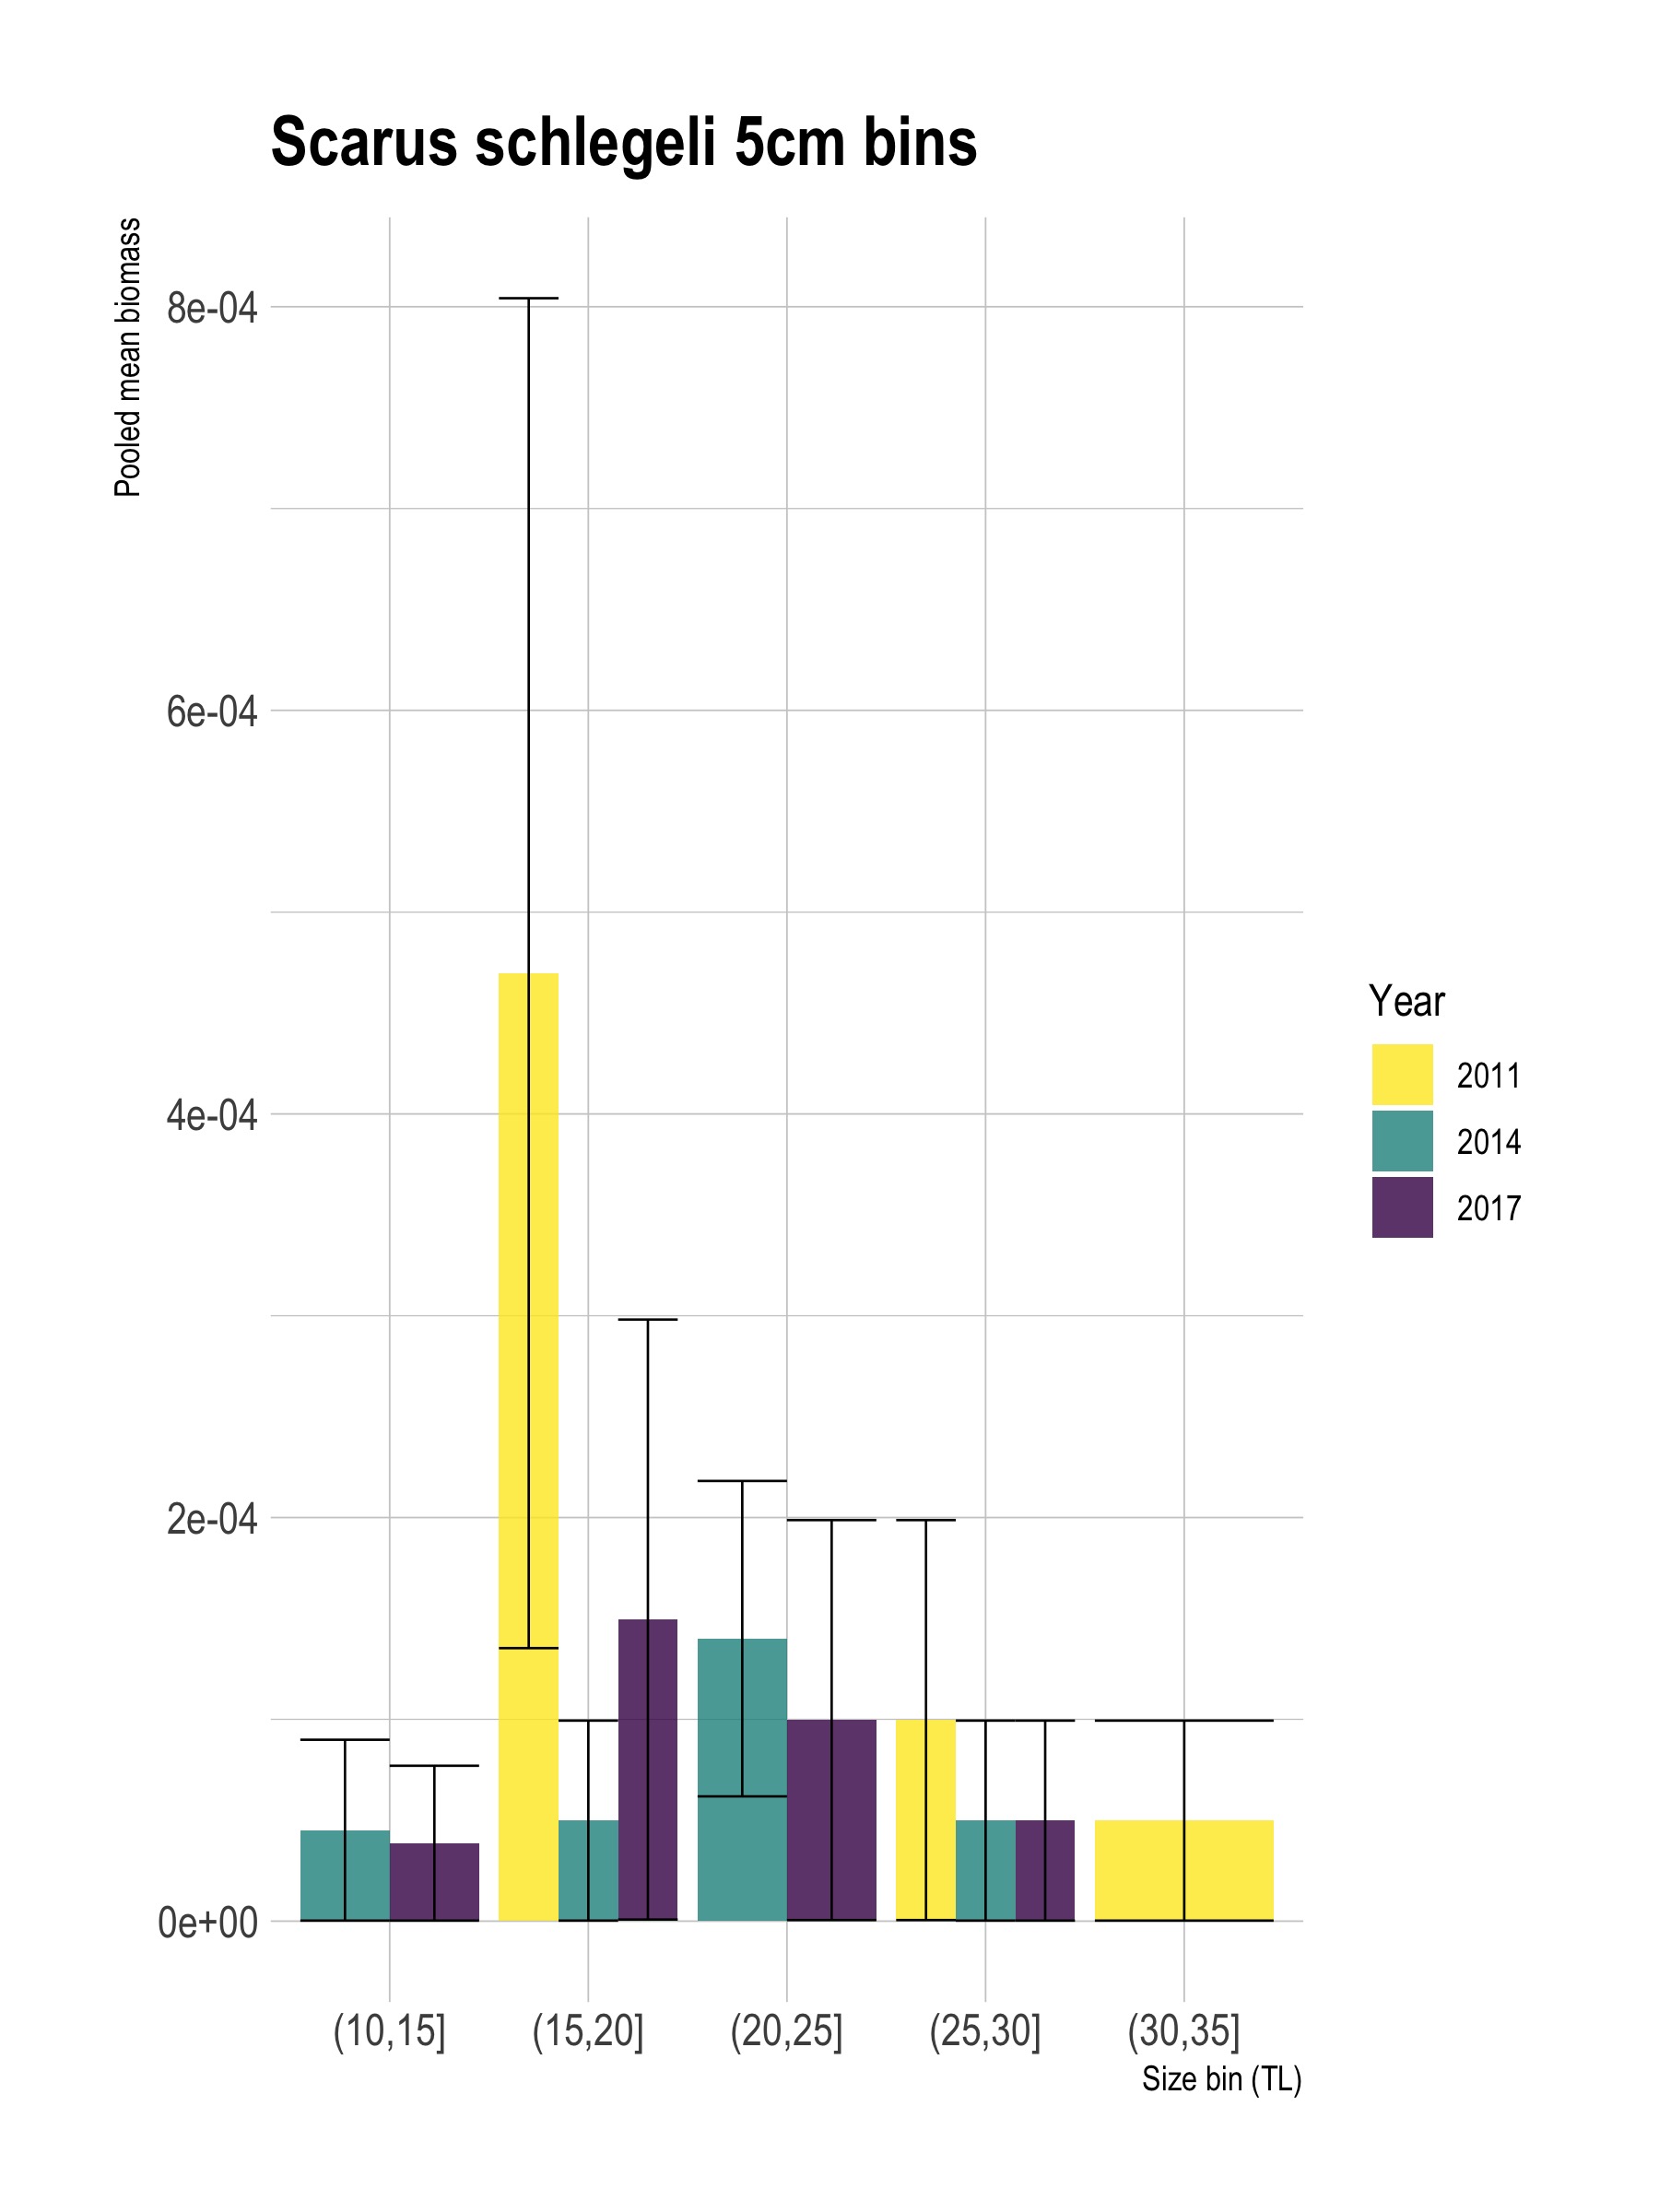 Scarus schlegeli 5cm bins
Pooled mean biomass
8e-04
6e-04
4e-04
2e-04
0e+00
(10,15]
(15,20]
(20,25]
(25,30]
(30,35]
Size bin (TL)
Year
2011
2014
2017